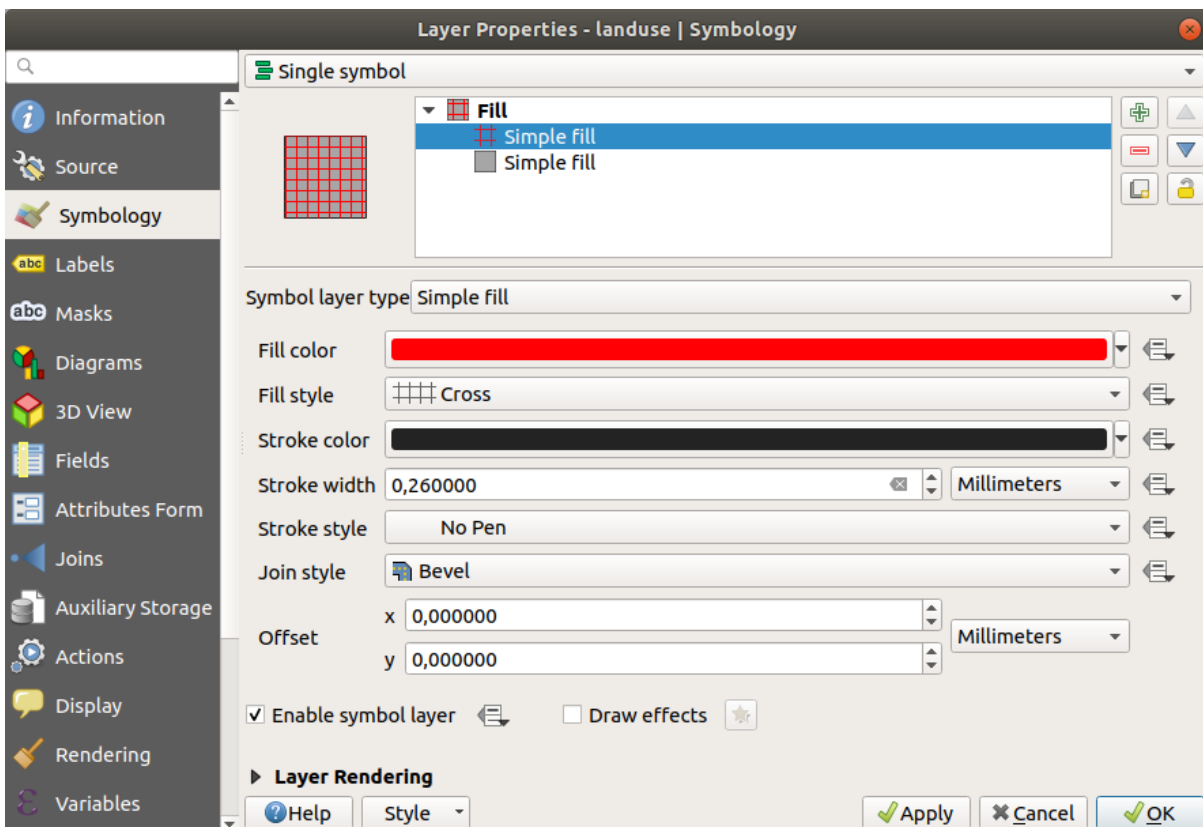 Layer Properties - landuse | Symbology
Single symbol
Information
Source
Symbology
Labels
Masks
Diagrams
3D View
Fields
Attributes Form
Joins
Auxiliary Storage
Actions
Display
Rendering
Variables
abc
abc
Fill
Simple fill
Simple fill
Symbol layer type Simple fill
Fill color
Fill style Cross
Stroke color
Stroke width 0,260000 Millimeters
Stroke style No Pen
Join style Bevel
Offset x 0,000000 Millimeters
y 0,000000
Enable symbol layer Draw effects
Layer Rendering
Help Style Apply Cancel OK